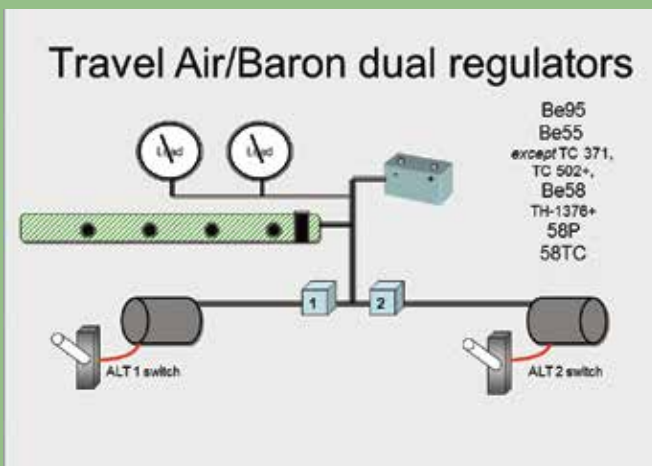 Travel Air/Baron dual regulators
Be95
Be55
except TC 371,
TC 502+,
Be58
TH-1376+
58P
58TC
Load
Load
1
2
ALT 1 switch
ALT 2 switch